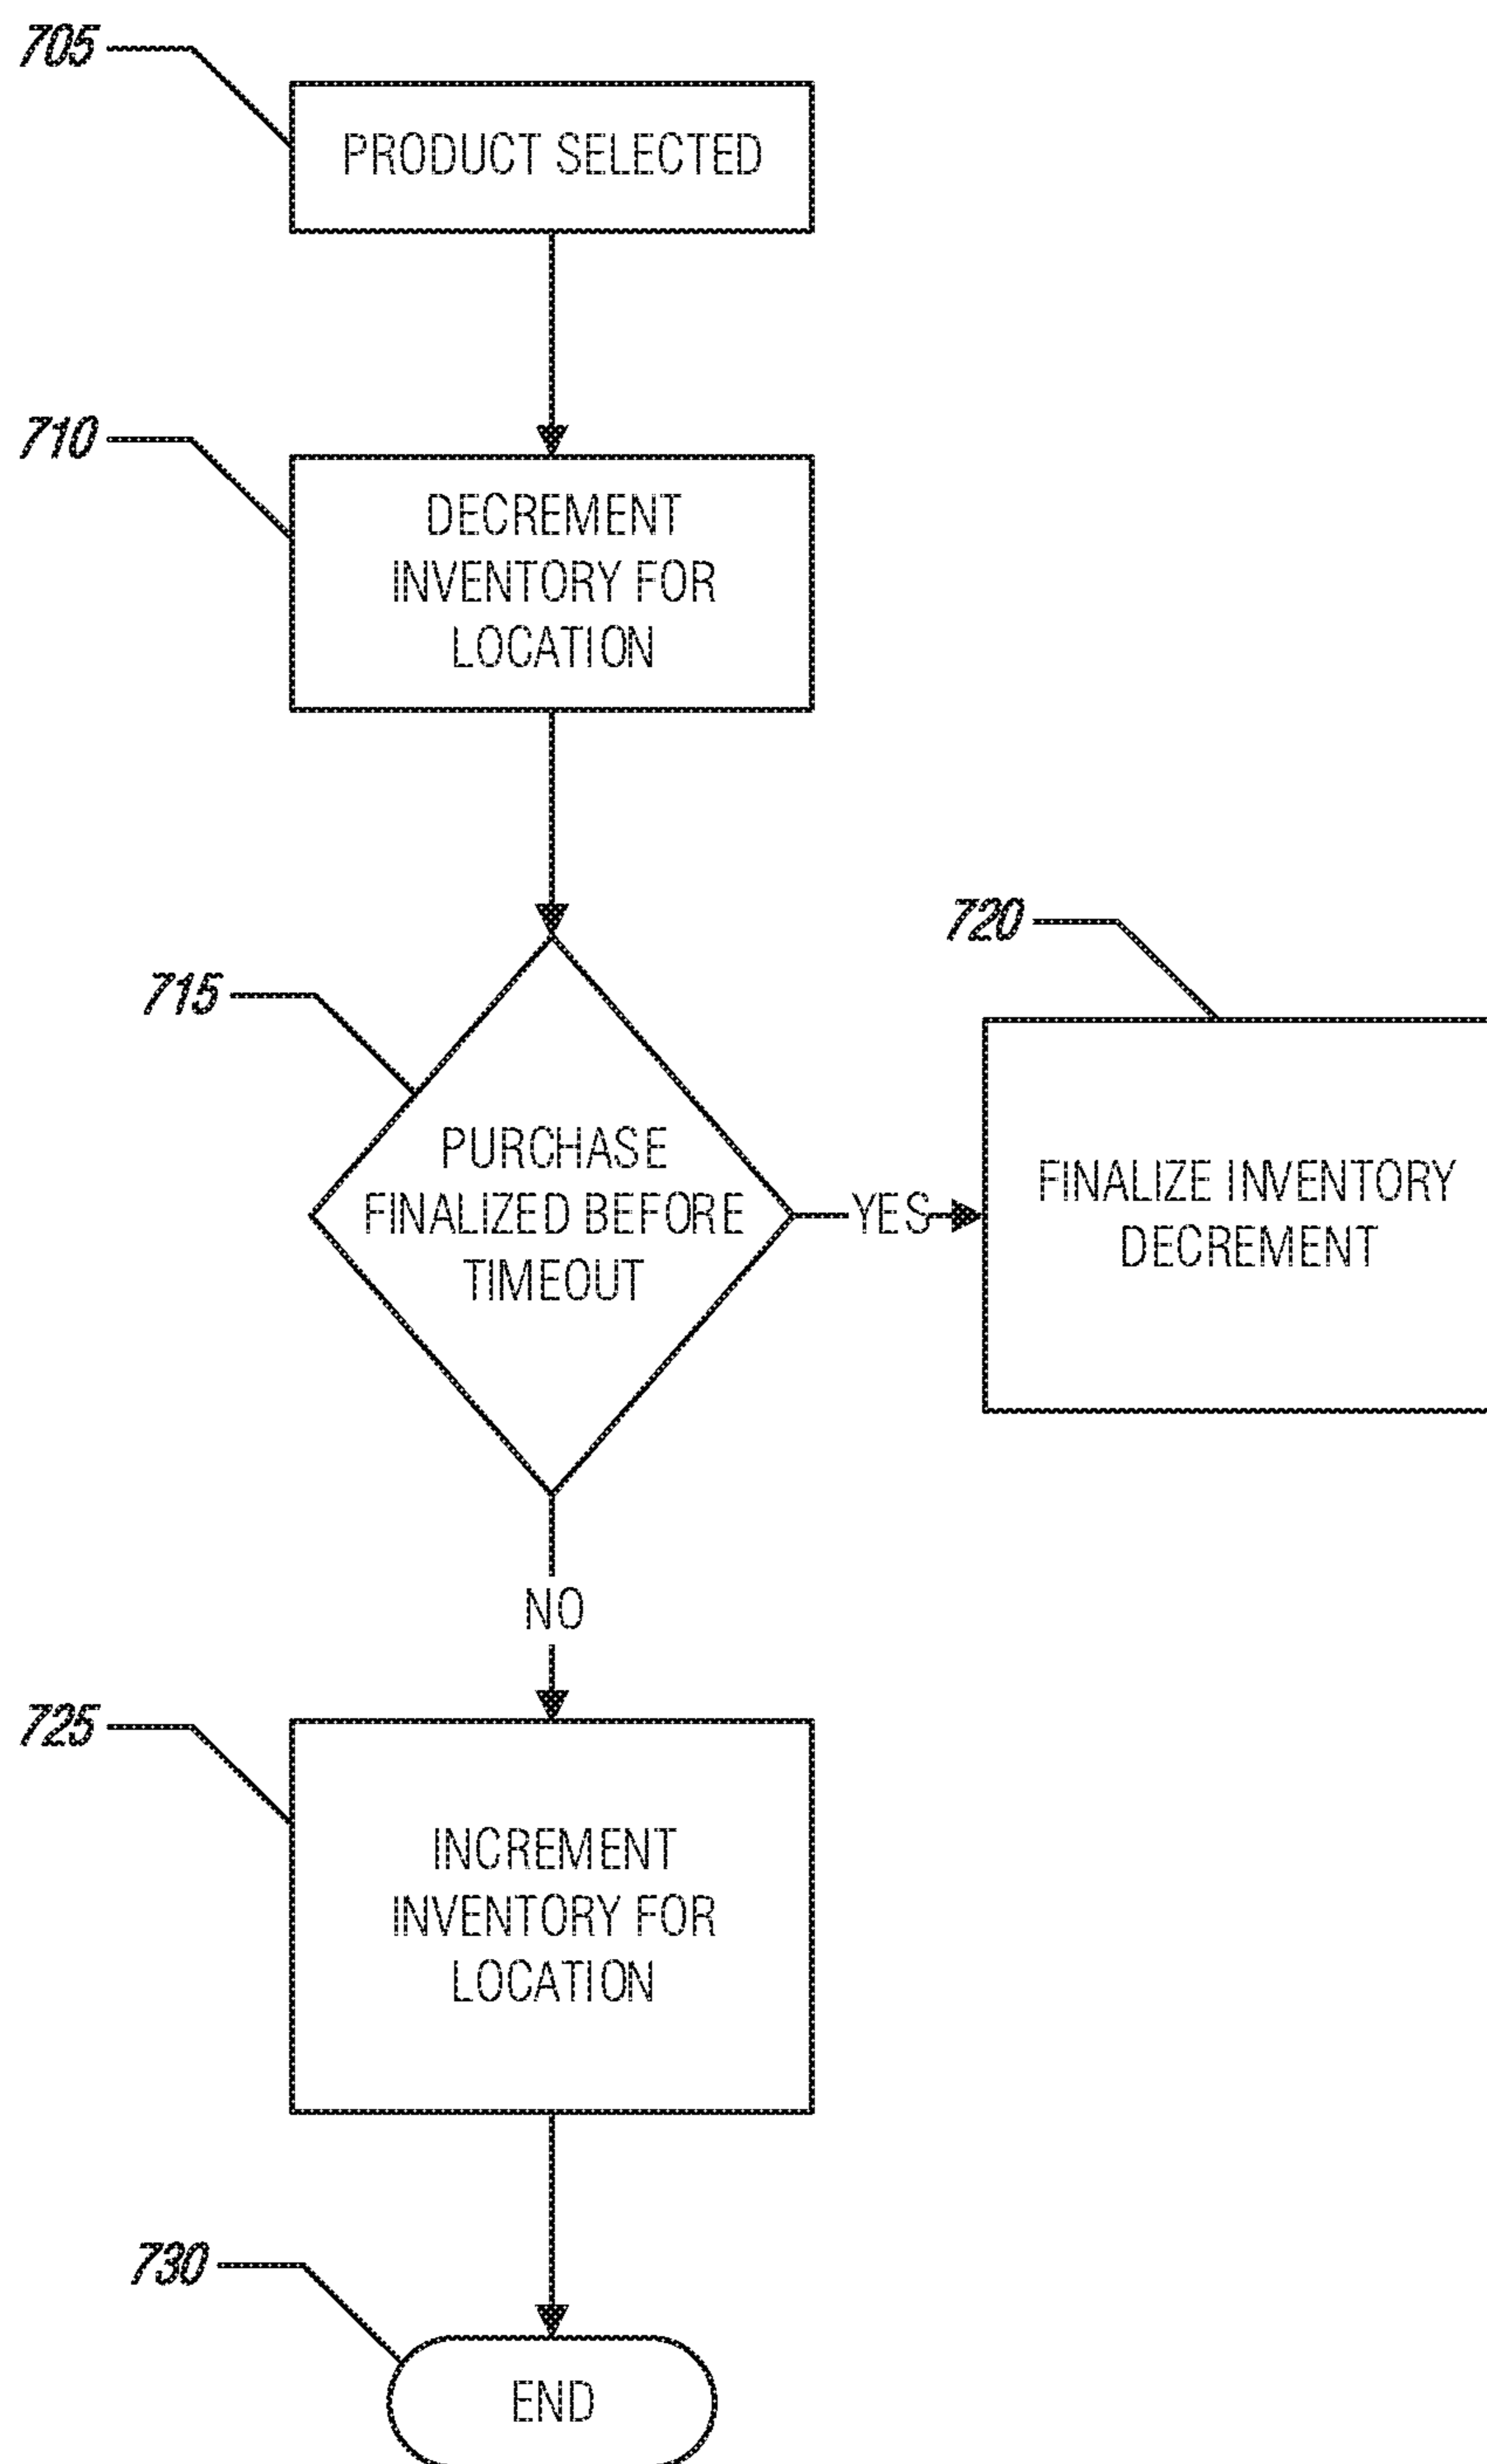 705
PRODUCT SELECTED
710
DECREMENT
INVENTORY FOR
LOCATION
715
PURCHASE
FINALIZED BEFORE
TIMEOUT
720
YES
FINALIZE INVENTORY
DECREMENT
NO
725
INCREMENT
INVENTORY FOR
LOCATION
730
END